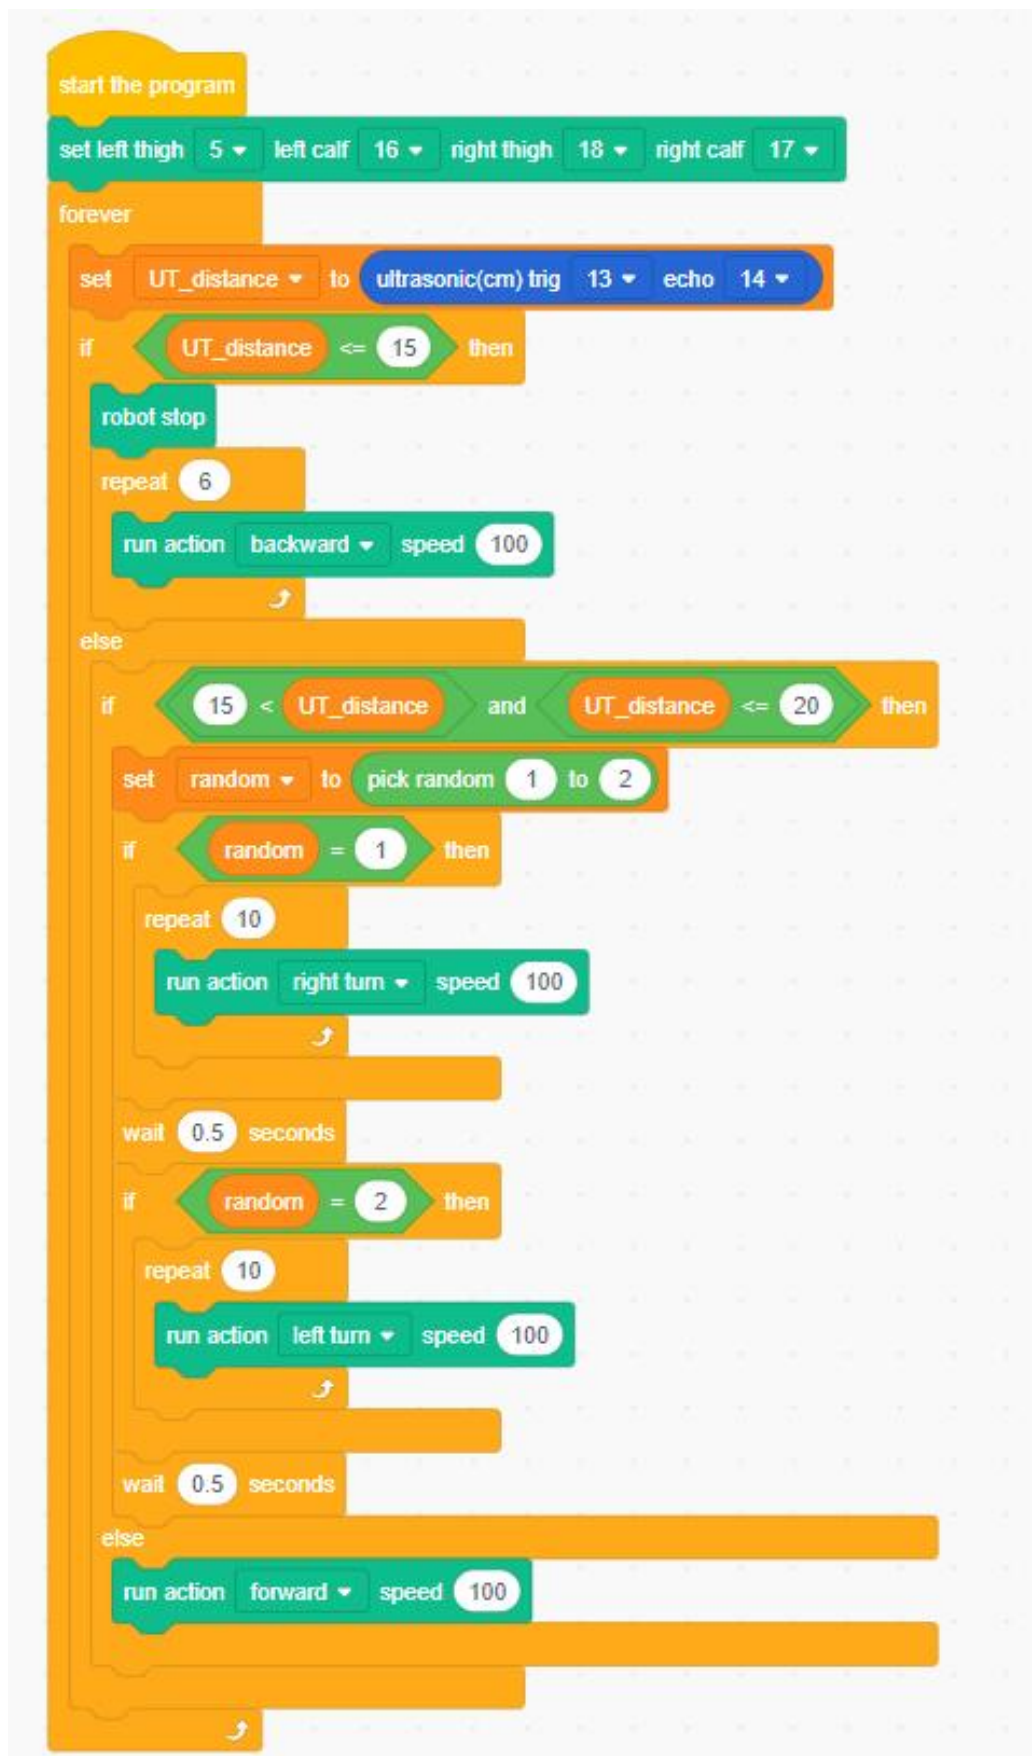 start the program
set left thigh 5 left calf 16 right thigh 18 right calf 17
forever
set UT_distance to ultrasonic(cm) trig 13 echo 14
if UT_distance <= 15 then
robot stop
repeat 6
run action backward speed 100
else
if 15 < UT_distance and UT_distance <= 20 then
set random to pick random 1 to 2
if random = 1 then
repeat 10
run action right turn speed 100
wait 0.5 seconds
if random = 2 then
repeat 10
run action left turn speed 100
wait 0.5 seconds
else
run action forward speed 100